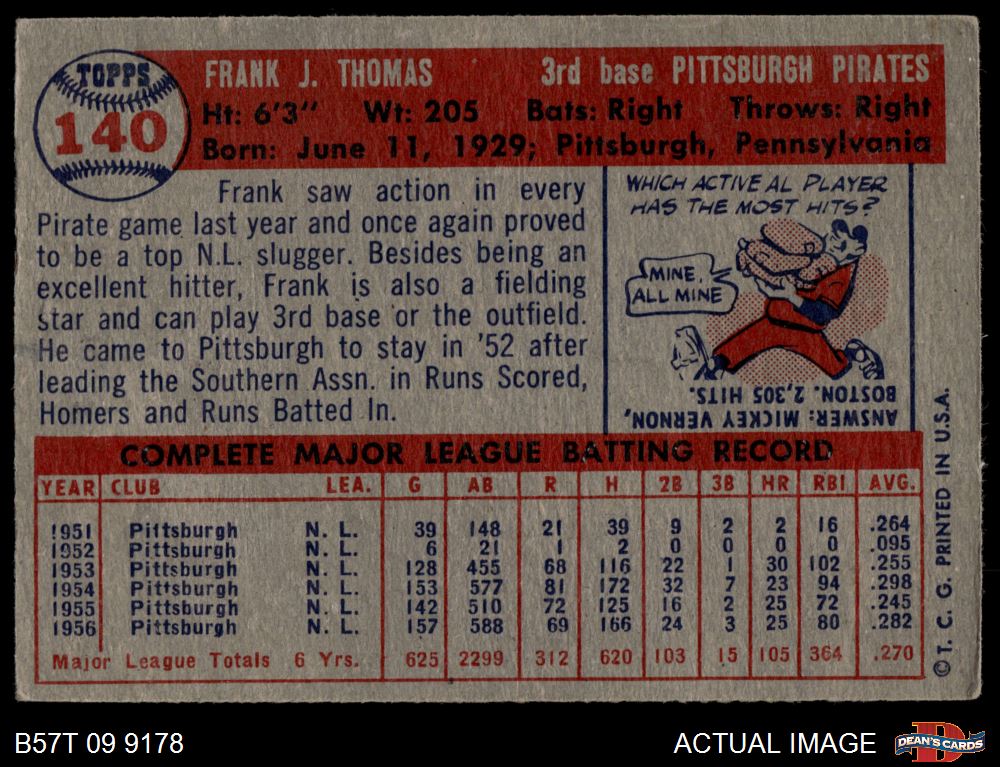 TOPPS
140
FRANK J. THOMAS 3rd base PITTSBURGH PIRATES
Ht: 6'3" Wt: 205 Bats: Right Throws: Right
Born: June 11, 1929; Pittsburgh, Pennsylvania
Frank saw action in every
Pirate game last year and once again proved
to be a top N.L. slugger. Besides being an
excellent hitter, Frank is also a fielding
star and can play 3rd base or the outfield.
He came to Pittsburgh to stay in '52 after
leading the Southern Assn. in Runs Scored,
Homers and Runs Batted In.
WHICH ACTIVE AL PLAYER
HAS THE MOST HITS?
MINE,
ALL MINE
ANSWER: MICKEY VERNON,
BOSTON. 2,305 HITS.
COMPLETE MAJOR LEAGUE BATTING RECORD
YEAR CLUB LEA. G AB R H 2B 3B HR RBI AVG.
1951 Pittsburgh N. L. 39 148 21 39 9 2 2 16 .264
1952 Pittsburgh N. L. 6 21 1 2 0 0 0 0 .095
1953 Pittsburgh N. L. 128 455 68 116 22 1 30 102 .255
1954 Pittsburgh N. L. 153 577 81 172 32 7 23 94 .298
1955 Pittsburgh N. L. 142 510 72 125 16 2 25 72 .245
1956 Pittsburgh N. L. 157 588 69 166 24 3 25 80 .282
Major League Totals 6 Yrs. 625 2299 312 620 103 15 105 364 .270
© T. C. G. PRINTED IN U.S.A.
B57T 09 9178
ACTUAL IMAGE
DEAN'S CARDS